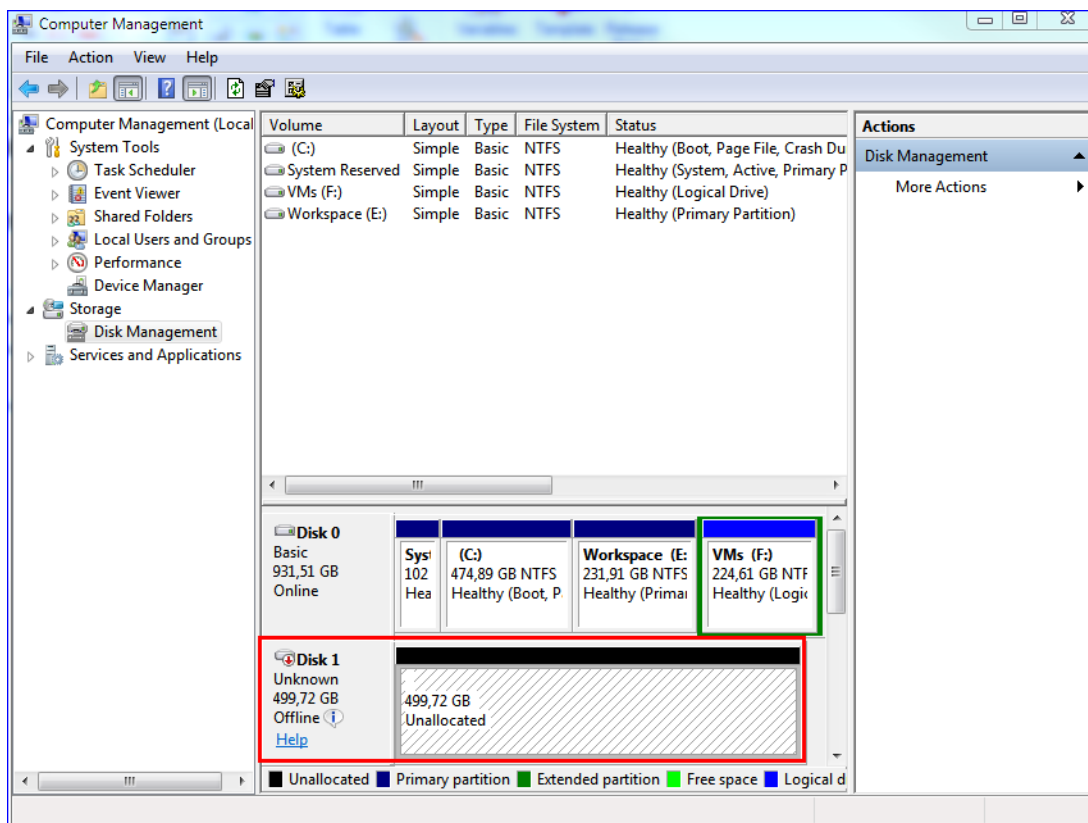 Computer Management
File Action View Help
Computer Management (Local
System Tools
Task Scheduler
Event Viewer
Shared Folders
Local Users and Groups
Performance
Device Manager
Storage
Disk Management
Services and Applications
Volume Layout Type File System Status
(C:) Simple Basic NTFS Healthy (Boot, Page File, Crash Du
System Reserved Simple Basic NTFS Healthy (System, Active, Primary P
VMs (F:) Simple Basic NTFS Healthy (Logical Drive)
Workspace (E:) Simple Basic NTFS Healthy (Primary Partition)
Actions
Disk Management
More Actions
Disk 0
Basic
931,51 GB
Online
Syst
102
Hea
(C:)
474,89 GB NTFS
Healthy (Boot, P
Workspace (E:
231,91 GB NTFS
Healthy (Primar
VMs (F:)
224,61 GB NTF
Healthy (Logic
Disk 1
Unknown
499,72 GB
Offline
Help
499,72 GB
Unallocated
Unallocated Primary partition Extended partition Free space Logical d